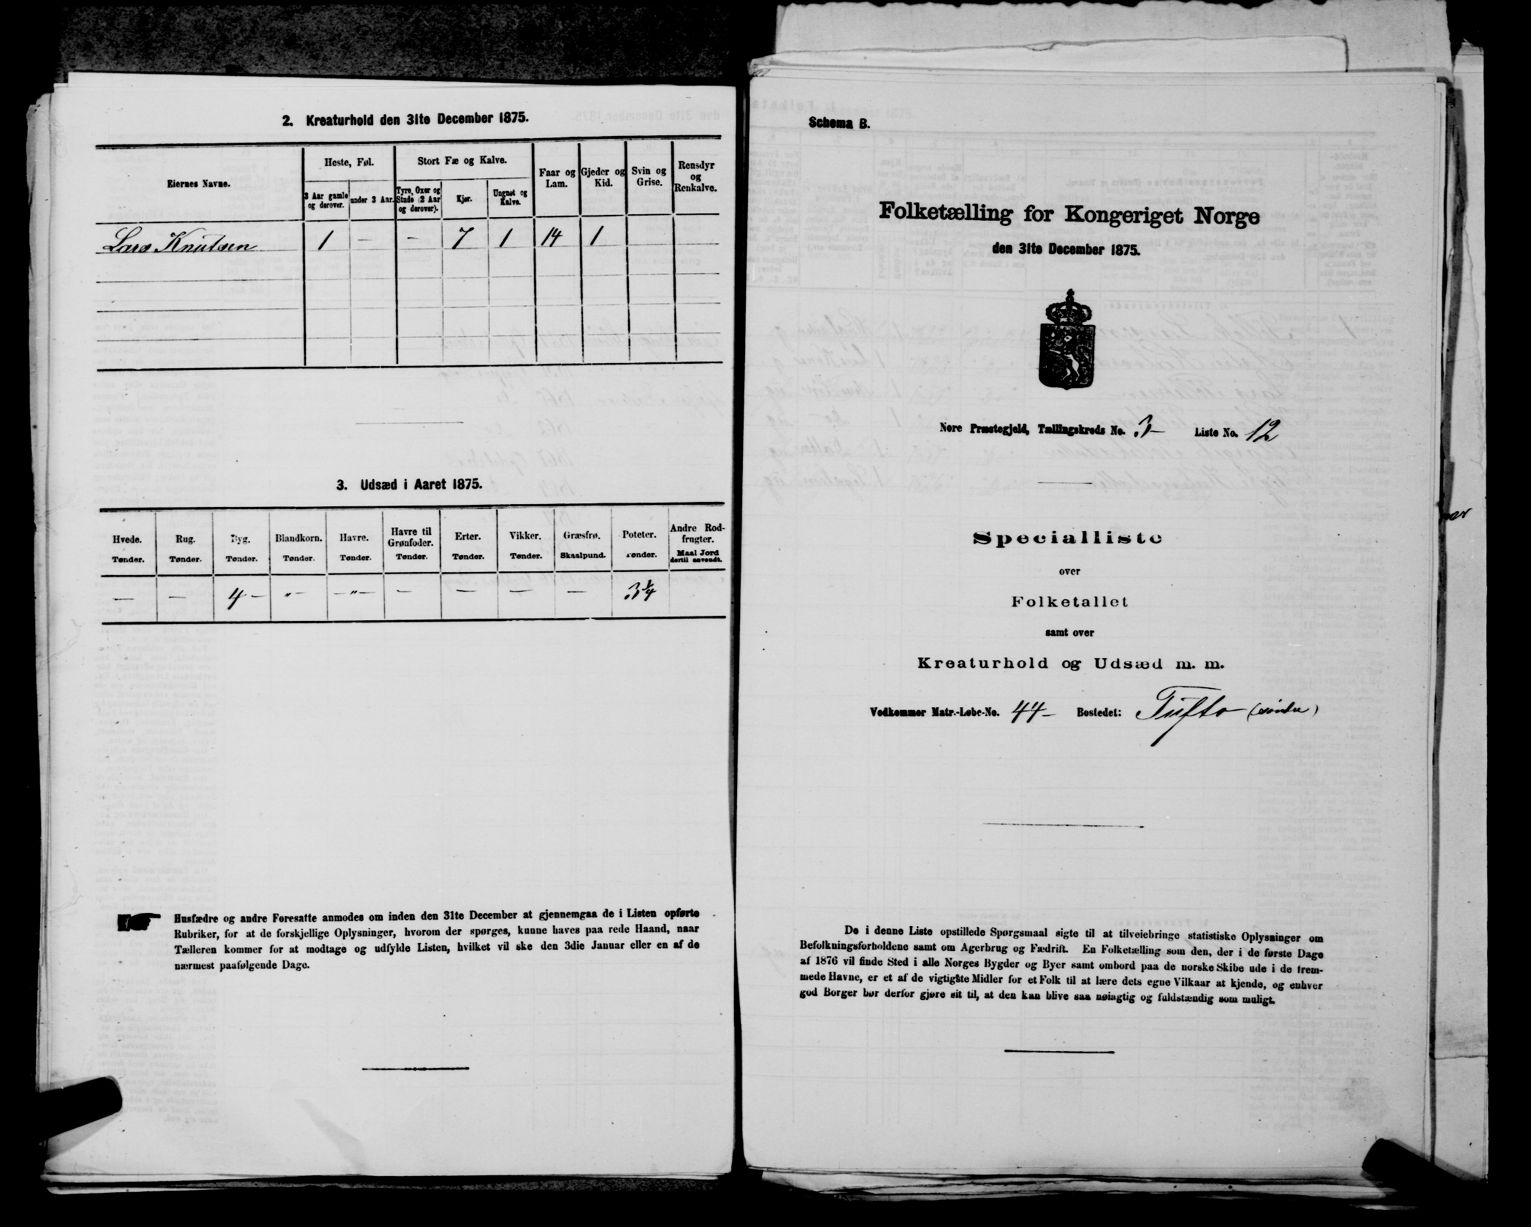 2. Kreaturhold den 31te December 1875.
Eiernes Navne.
Heste, Føl.
3 Aar gamle og derover.
under 3 Aar.
Stort Fæ og Kalve.
Tyre, Oxer og Stude (2 Aar og derover).
Kjør.
Ungnøt og Kalve.
Faar og Lam.
Gjeder og Kid.
Svin og Grise.
Rensdyr og Renkalve.
Lars Knutsen 1 — — 7 1 14 1
3. Udsæd i Aaret 1875.
Hvede. Rug. Byg. Blandkorn. Havre. Havre til Grønfoder. Erter. Vikker. Græsfrø. Poteter. Andre Rodfrugter.
Tønder. Tønder. Tønder. Tønder. Tønder. Tønder. Tønder. Tønder. Skaalpund. Tønder. Maal Jord dertil anvendt.
— — 4 — „ — — „ — — — — — 3 1/4
Husfædre og andre Foresatte anmodes om inden den 31te December at gjennemgaa de i Listen opførte
Rubriker, for at de forskjellige Oplysninger, hvorom der spørges, kunne haves paa rede Haand, naar
Tælleren kommer for at modtage og udfylde Listen, hvilket vil ske den 3die Januar eller en af de
nærmest paafølgende Dage.
Schema B.
Folketælling for Kongeriget Norge
den 31te December 1875.
Nore Præstegjeld, Tællingskreds No. 3 — Liste No. 12
Specialliste
over
Folketallet
samt over
Kreaturhold og Udsæd m. m.
Vedkommer Matr.-Løbe-No. 44 — Bostedet: Tufto (søndre)
De i denne Liste opstillede Spørgsmaal sigte til at tilveiebringe statistiske Oplysninger om
Befolkningsforholdene samt om Agerbrug og Fædrift. En Folketælling som den, der i de første Dage
af 1876 vil finde Sted i alle Norges Bygder og Byer samt ombord paa de norske Skibe ude i de frem-
mede Havne, er et af de vigtigste Midler for et Folk til at lære dets egne Vilkaar at kjende, og enhver
god Borger bør derfor gjøre sit til, at den kan blive saa nøiagtig og fuldstændig som muligt.